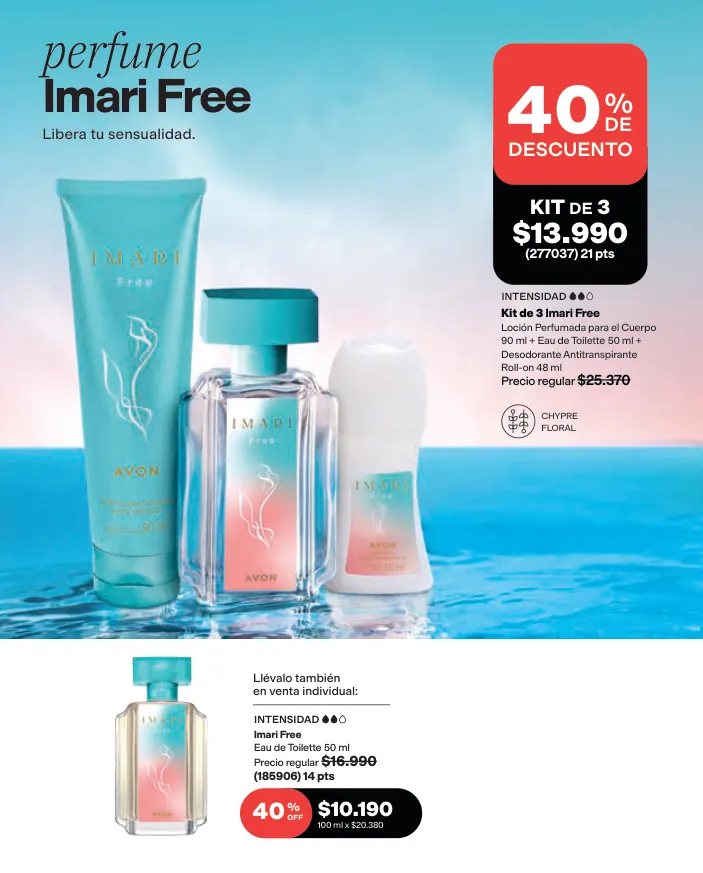 perfume
Imari Free
Libera tu sensualidad.
40%
DE
DESCUENTO
KIT DE 3
$13.990
(277037) 21 pts
INTENSIDAD
Kit de 3 Imari Free
Loción Perfumada para el Cuerpo
90 ml + Eau de Toilette 50 ml +
Desodorante Antitranspirante
Roll-on 48 ml
Precio regular $25.370
CHYPRE
FLORAL
IMARI
Free
AVON
IMARI
Free
AVON
IMARI
Free
AVON
Llévalo también
en venta individual:
INTENSIDAD
Imari Free
Eau de Toilette 50 ml
Precio regular $16.990
(185906) 14 pts
40%
OFF
$10.190
100 ml x $20.380
IMARI
AVON